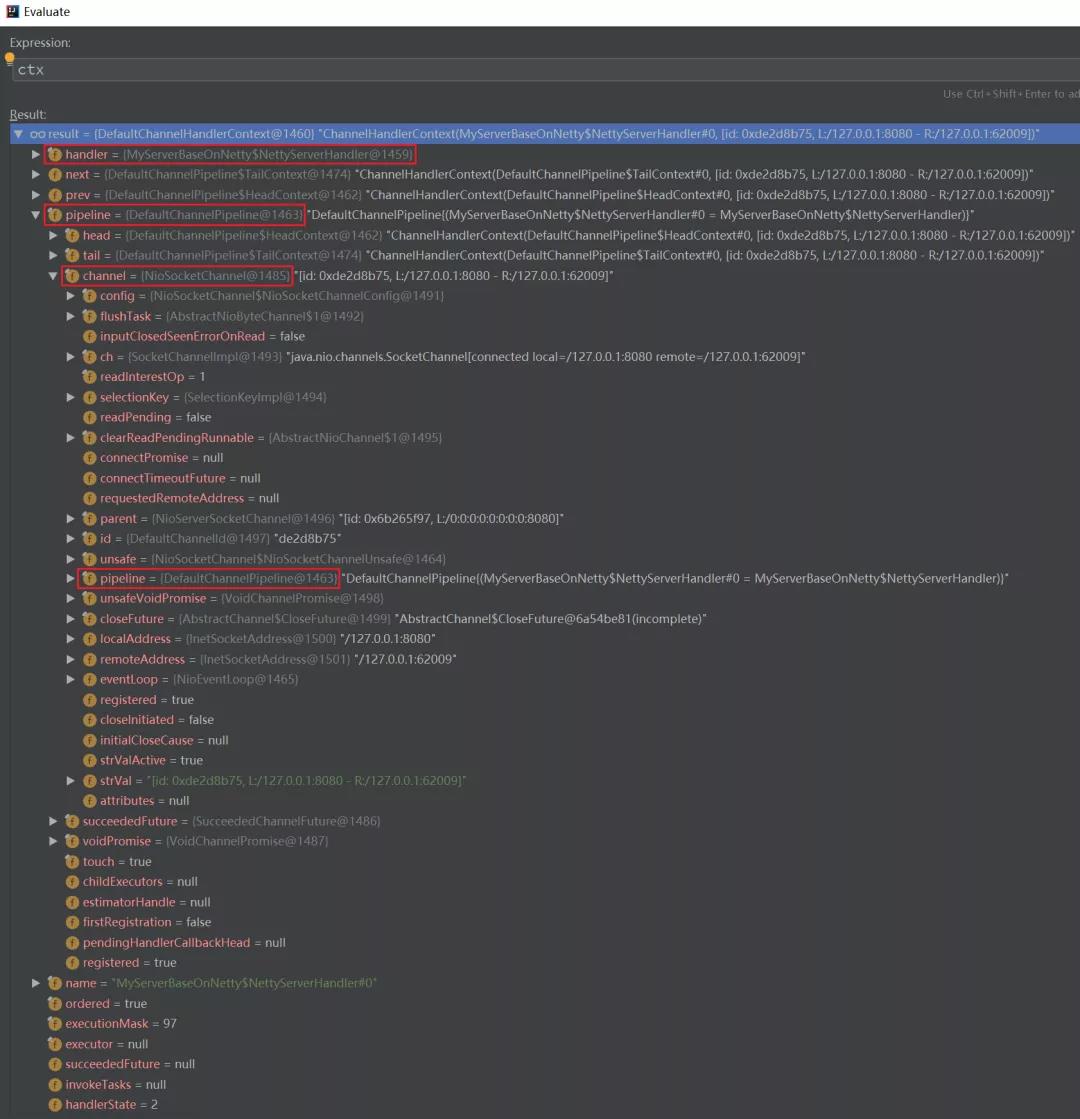 Evaluate
Expression:
ctx
Use Ctrl+Shift+Enter to ad
Result:
result = {DefaultChannelHandlerContext@1460} "ChannelHandlerContext(MyServerBaseOnNetty$NettyServerHandler#0, [id: 0xde2d8b75, L:/127.0.0.1:8080 - R:/127.0.0.1:62009])"
handler = {MyServerBaseOnNetty$NettyServerHandler@1459}
next = {DefaultChannelPipeline$TailContext@1474} "ChannelHandlerContext(DefaultChannelPipeline$TailContext#0, [id: 0xde2d8b75, L:/127.0.0.1:8080 - R:/127.0.0.1:62009])"
prev = {DefaultChannelPipeline$HeadContext@1462} "ChannelHandlerContext(DefaultChannelPipeline$HeadContext#0, [id: 0xde2d8b75, L:/127.0.0.1:8080 - R:/127.0.0.1:62009])"
pipeline = {DefaultChannelPipeline@1463} "DefaultChannelPipeline{(MyServerBaseOnNetty$NettyServerHandler#0 = MyServerBaseOnNetty$NettyServerHandler)}"
head = {DefaultChannelPipeline$HeadContext@1462} "ChannelHandlerContext(DefaultChannelPipeline$HeadContext#0, [id: 0xde2d8b75, L:/127.0.0.1:8080 - R:/127.0.0.1:62009])"
tail = {DefaultChannelPipeline$TailContext@1474} "ChannelHandlerContext(DefaultChannelPipeline$TailContext#0, [id: 0xde2d8b75, L:/127.0.0.1:8080 - R:/127.0.0.1:62009])"
channel = {NioSocketChannel@1485} "[id: 0xde2d8b75, L:/127.0.0.1:8080 - R:/127.0.0.1:62009]"
config = {NioSocketChannel$NioSocketChannelConfig@1491}
flushTask = {AbstractNioByteChannel$1@1492}
inputClosedSeenErrorOnRead = false
ch = {SocketChannelImpl@1493} "java.nio.channels.SocketChannel[connected local=/127.0.0.1:8080 remote=/127.0.0.1:62009]"
readInterestOp = 1
selectionKey = {SelectionKeyImpl@1494}
readPending = false
clearReadPendingRunnable = {AbstractNioChannel$1@1495}
connectPromise = null
connectTimeoutFuture = null
requestedRemoteAddress = null
parent = {NioServerSocketChannel@1496} "[id: 0x6b265f97, L:/0:0:0:0:0:0:0:0:8080]"
id = {DefaultChannelId@1497} "de2d8b75"
unsafe = {NioSocketChannel$NioSocketChannelUnsafe@1464}
pipeline = {DefaultChannelPipeline@1463} "DefaultChannelPipeline{(MyServerBaseOnNetty$NettyServerHandler#0 = MyServerBaseOnNetty$NettyServerHandler)}"
unsafeVoidPromise = {VoidChannelPromise@1498}
closeFuture = {AbstractChannel$CloseFuture@1499} "AbstractChannel$CloseFuture@6a54be81(incomplete)"
localAddress = {InetSocketAddress@1500} "/127.0.0.1:8080"
remoteAddress = {InetSocketAddress@1501} "/127.0.0.1:62009"
eventLoop = {NioEventLoop@1465}
registered = true
closeInitiated = false
initialCloseCause = null
strValActive = true
strVal = "[id: 0xde2d8b75, L:/127.0.0.1:8080 - R:/127.0.0.1:62009]"
attributes = null
succeededFuture = {SucceededChannelFuture@1486}
voidPromise = {VoidChannelPromise@1487}
touch = true
childExecutors = null
estimatorHandle = null
firstRegistration = false
pendingHandlerCallbackHead = null
registered = true
name = "MyServerBaseOnNetty$NettyServerHandler#0"
ordered = true
executionMask = 97
executor = null
succeededFuture = null
invokeTasks = null
handlerState = 2